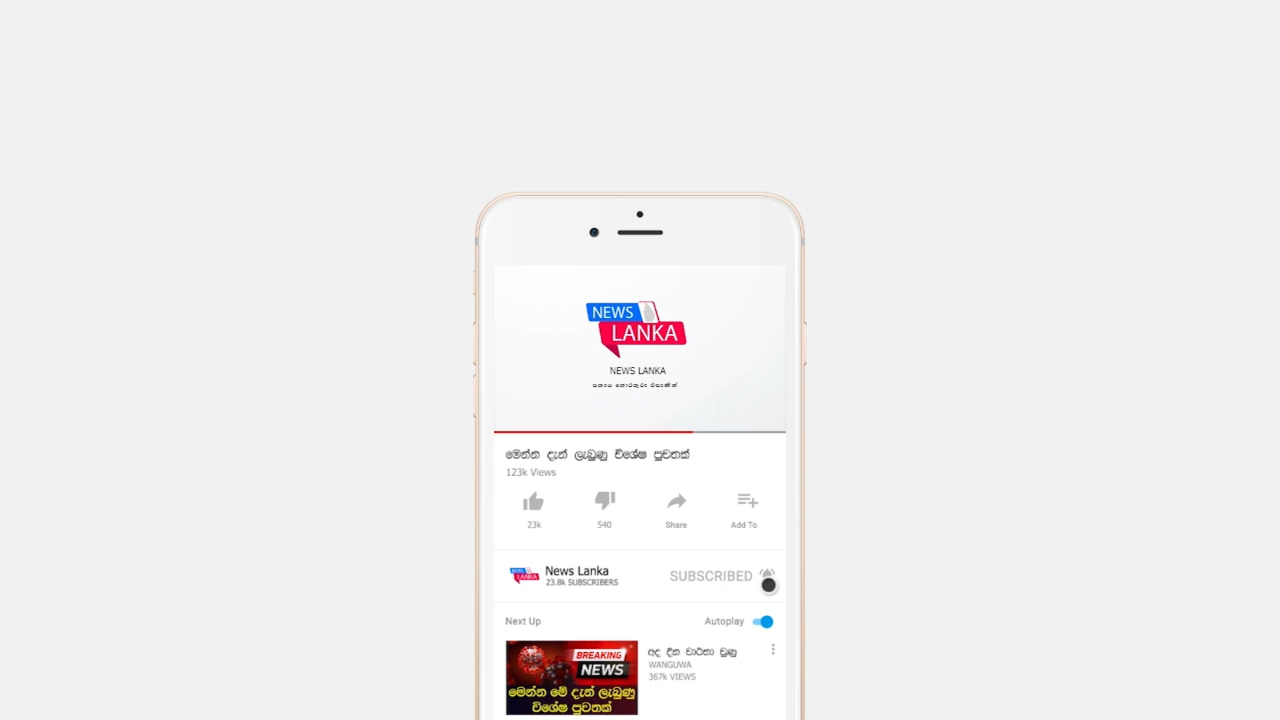 NEWS
LANKA
NEWS LANKA
මෙන්න දැන් ලැබුණු විශේෂ පුවතක්
123k Views
23k 540 Share Add To
News Lanka
23.8k SUBSCRIBERS
SUBSCRIBED
Next Up Autoplay
BREAKING
NEWS
මෙන්න මේ දැන් ලැබුණු
විශේෂ පුවතක්
අද දින වාර්තා වුණු
WANGUWA
367k VIEWS